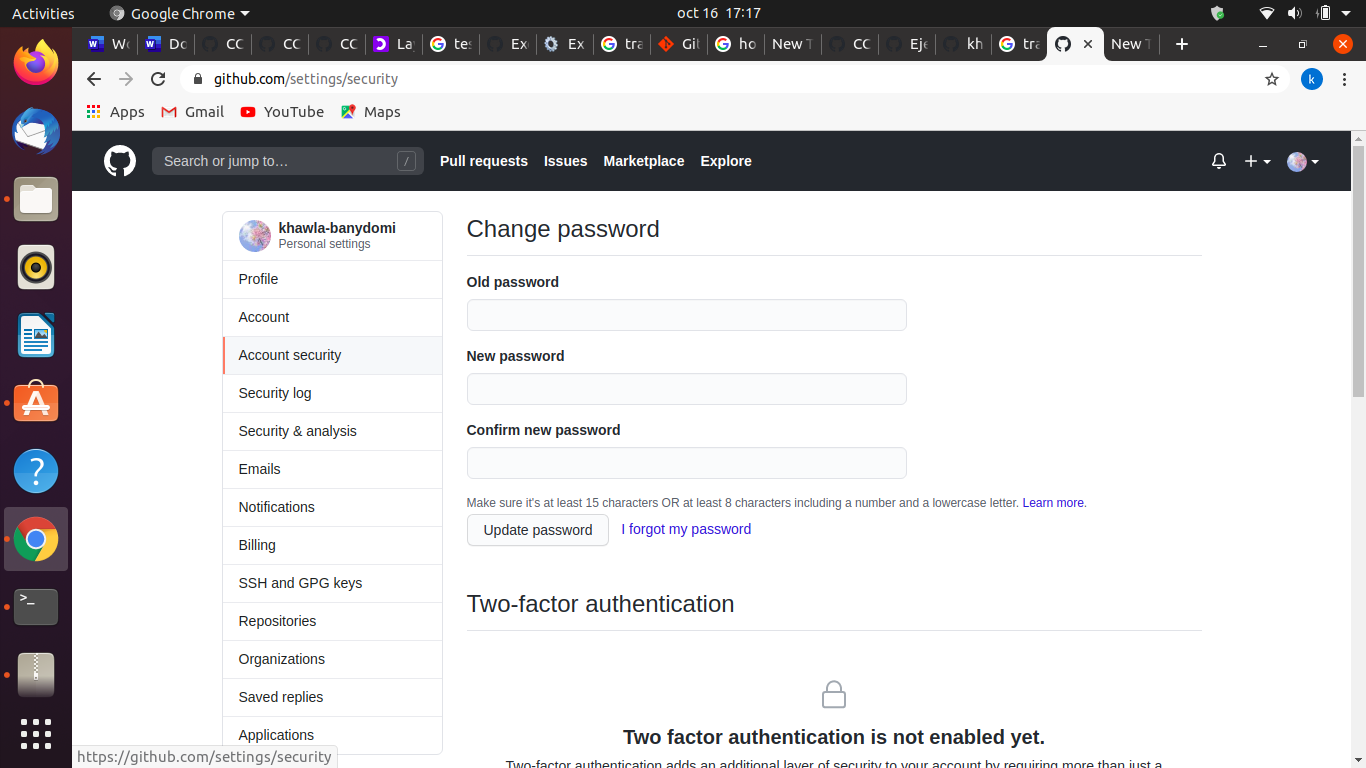 Activities
Google Chrome
oct 16 17:17
Wo
Do
CC
CC
CC
La
tes
Exe
Ex
tra
Git
ho
New T
CC
Eje
kh
tra
New T
github.com/settings/security
k
Apps
Gmail
YouTube
Maps
Search or jump to…
/
Pull requests
Issues
Marketplace
Explore
khawla-banydomi
Personal settings
Profile
Account
Account security
Security log
Security & analysis
Emails
Notifications
Billing
SSH and GPG keys
Repositories
Organizations
Saved replies
Applications
https://github.com/settings/security
Change password
Old password
New password
Confirm new password
Make sure it's at least 15 characters OR at least 8 characters including a number and a lowercase letter. Learn more.
Update password
I forgot my password
Two-factor authentication
Two factor authentication is not enabled yet.
Two-factor authentication adds an additional layer of security to your account by requiring more than just a